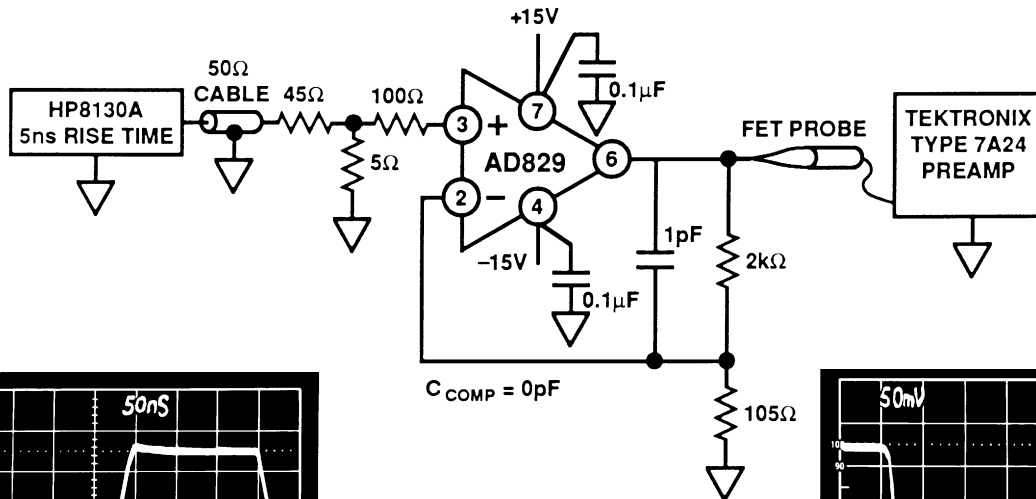 +15V
50Ω
CABLE
45Ω
100Ω
0.1µF
HP8130A
5ns RISE TIME
3
+
7
5Ω
AD829
6
FET PROBE
TEKTRONIX
TYPE 7A24
PREAMP
2
−
4
−15V
0.1µF
1pF
2kΩ
C COMP = 0pF
105Ω
50nS
50mV
10
90